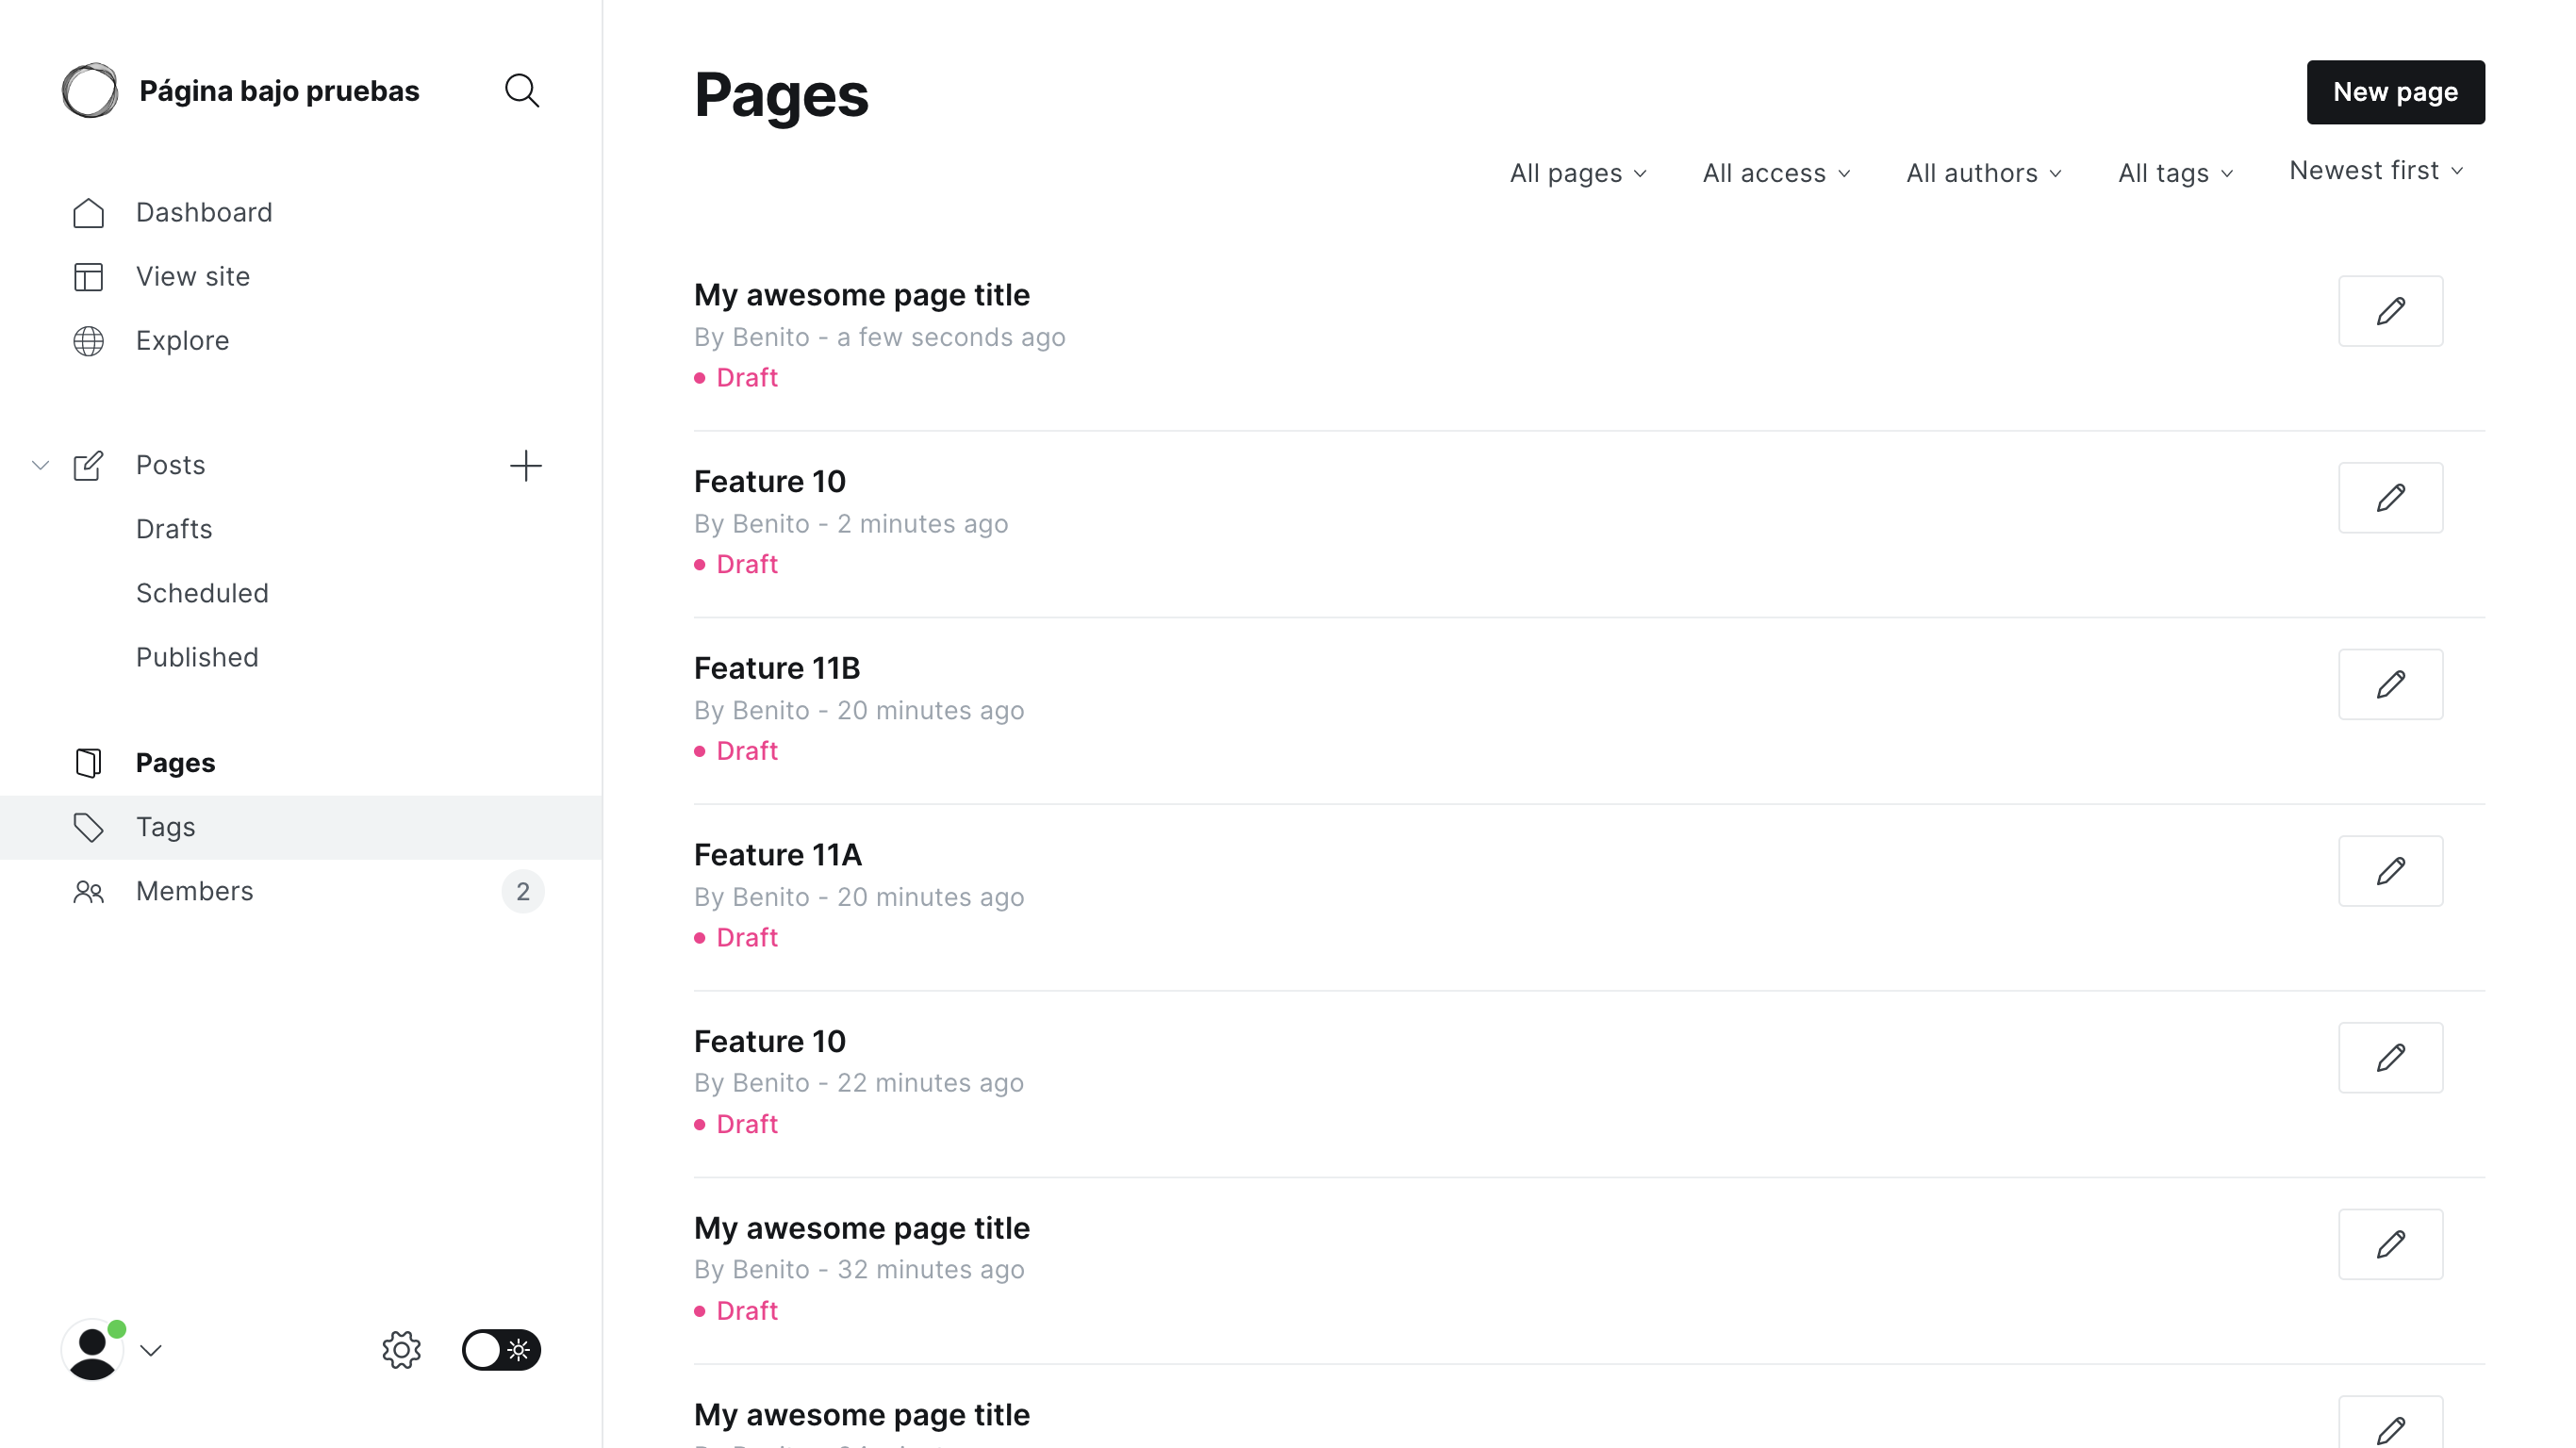 Página bajo pruebas
Dashboard
View site
Explore
Posts
Drafts
Scheduled
Published
Pages
Tags
Members
2
Pages
New page
All pages
All access
All authors
All tags
Newest first
My awesome page title
By Benito - a few seconds ago
Draft
Feature 10
By Benito - 2 minutes ago
Draft
Feature 11B
By Benito - 20 minutes ago
Draft
Feature 11A
By Benito - 20 minutes ago
Draft
Feature 10
By Benito - 22 minutes ago
Draft
My awesome page title
By Benito - 32 minutes ago
Draft
My awesome page title